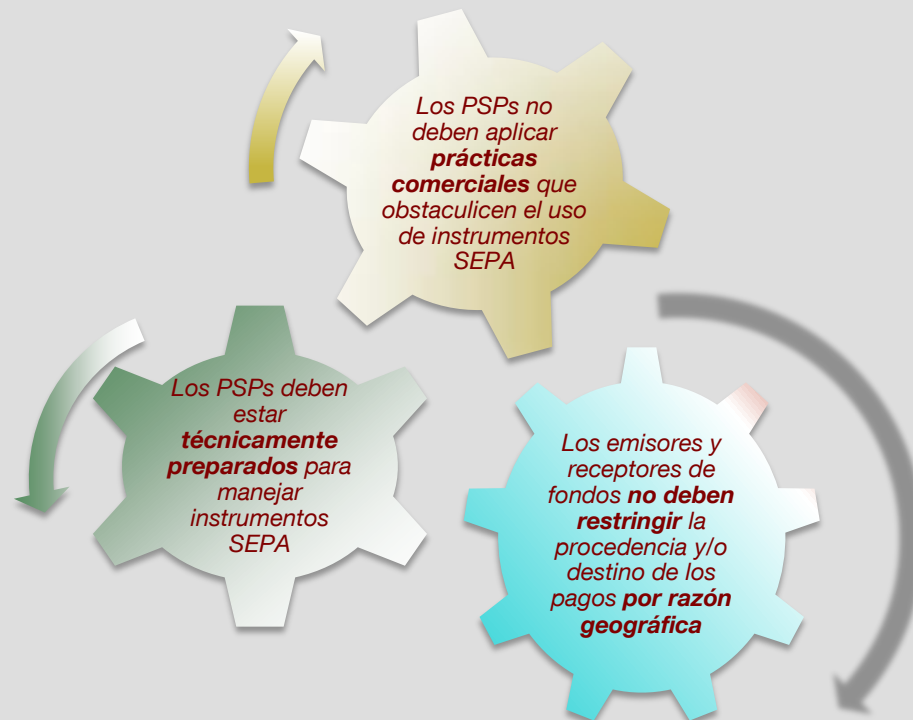 Los PSPs no
deben aplicar
prácticas
comerciales que
obstaculicen el uso
de instrumentos
SEPA
Los PSPs deben
estar
técnicamente
preparados para
manejar
instrumentos
SEPA
Los emisores y
receptores de
fondos no deben
restringir la
procedencia y/o
destino de los
pagos por razón
geográfica